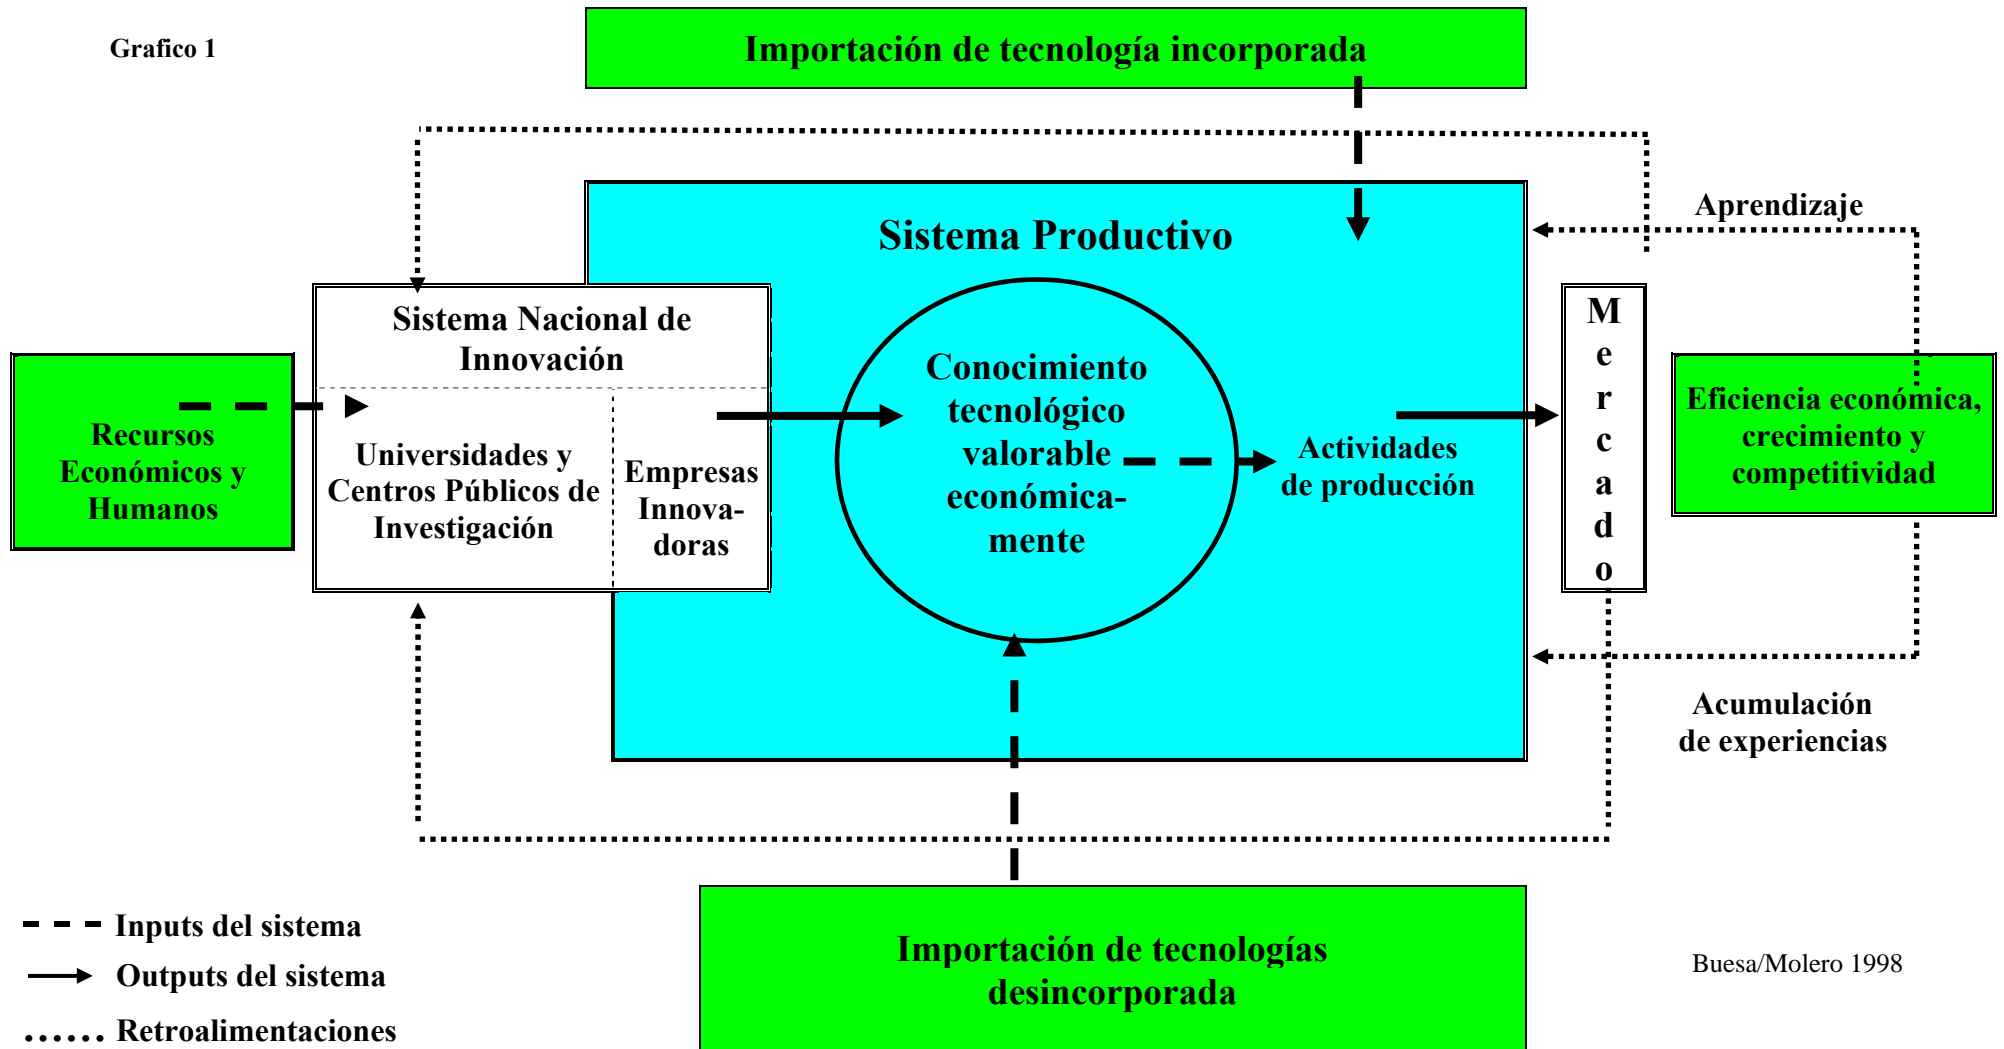 Grafico 1
Importación de tecnología incorporada
Sistema Productivo
Aprendizaje
Sistema Nacional de
Innovación
Recursos
Económicos y
Humanos
Universidades y
Centros Públicos de
Investigación
Empresas
Innova-
doras
Conocimiento
tecnológico
valorable
económica-
mente
Actividades
de producción
M
e
r
c
a
d
o
Eficiencia económica,
crecimiento y
competitividad
Acumulación
de experiencias
Importación de tecnologías
desincorporada
Inputs del sistema
Outputs del sistema
Retroalimentaciones
Buesa/Molero 1998